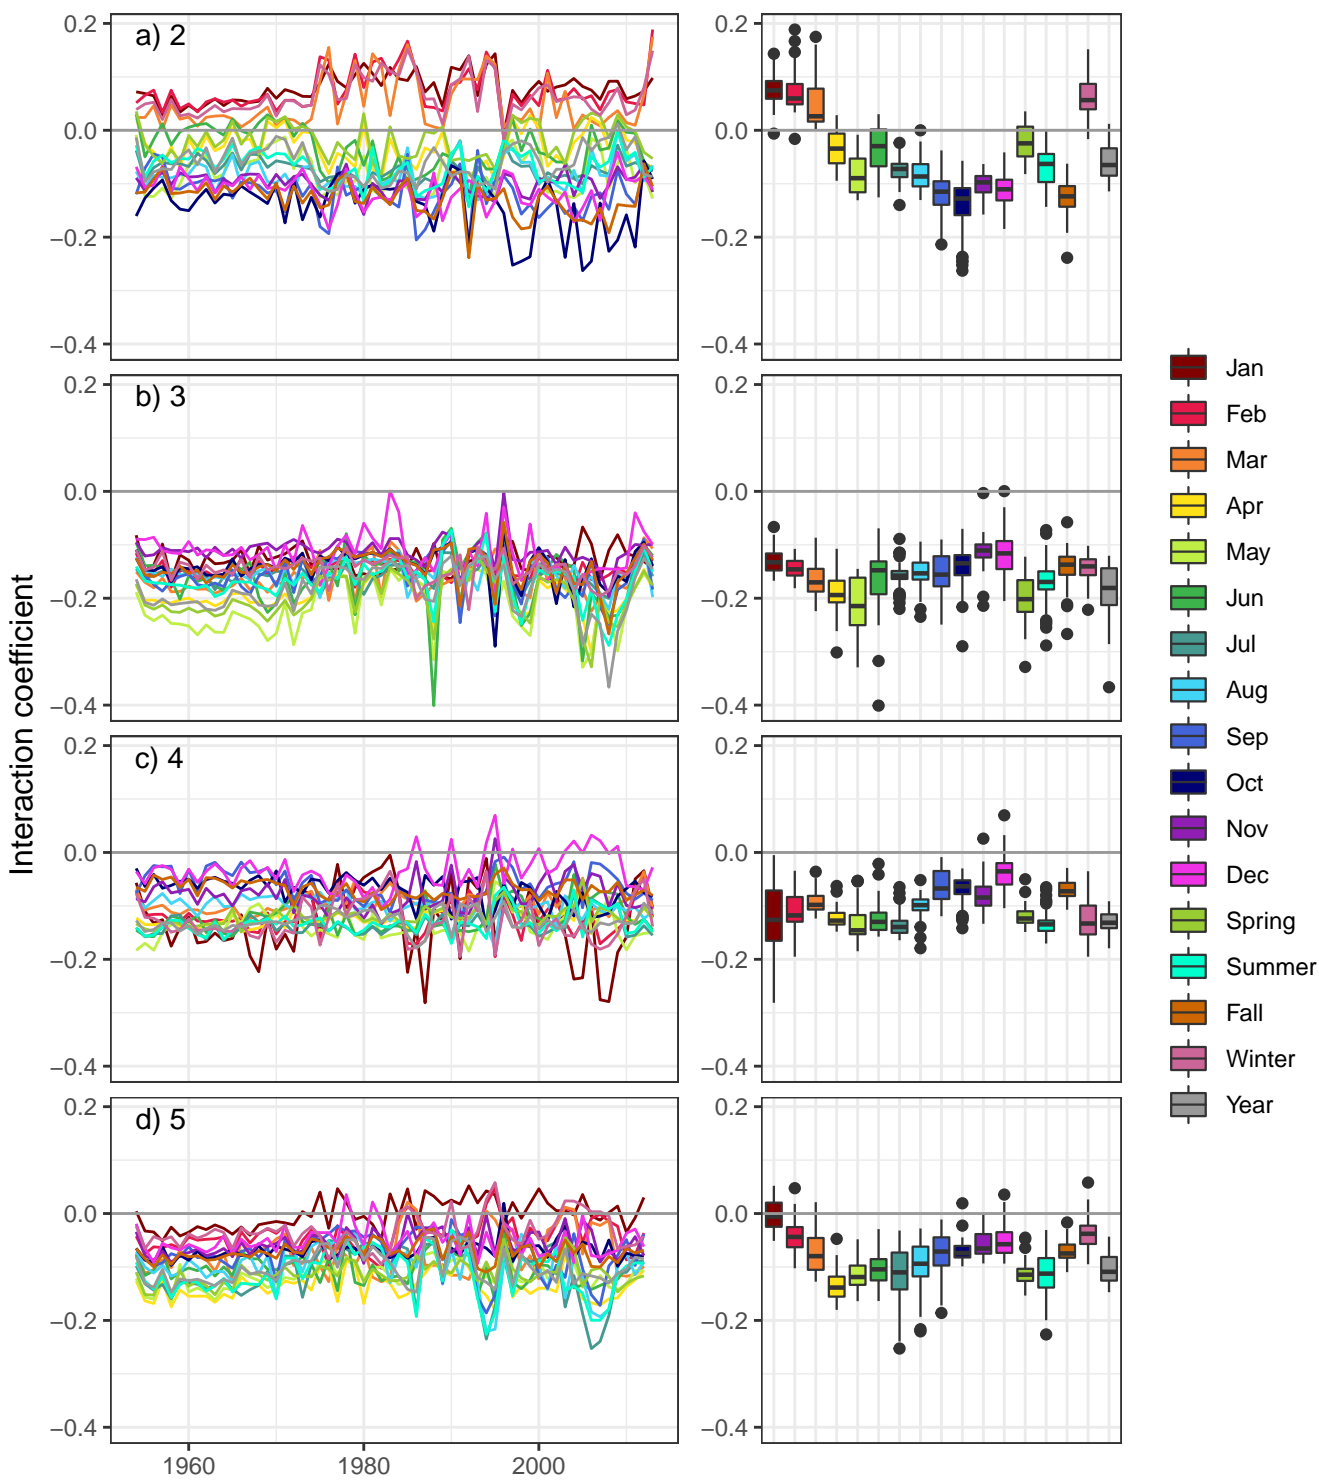 Interaction coefficient
a) 2
0.2
0.0
−0.2
−0.4
0.2
0.0
−0.2
−0.4
b) 3
0.2
0.0
−0.2
−0.4
0.2
0.0
−0.2
−0.4
c) 4
0.2
0.0
−0.2
−0.4
0.2
0.0
−0.2
−0.4
d) 5
0.2
0.0
−0.2
−0.4
0.2
0.0
−0.2
−0.4
1960 1980 2000
Jan
Feb
Mar
Apr
May
Jun
Jul
Aug
Sep
Oct
Nov
Dec
Spring
Summer
Fall
Winter
Year